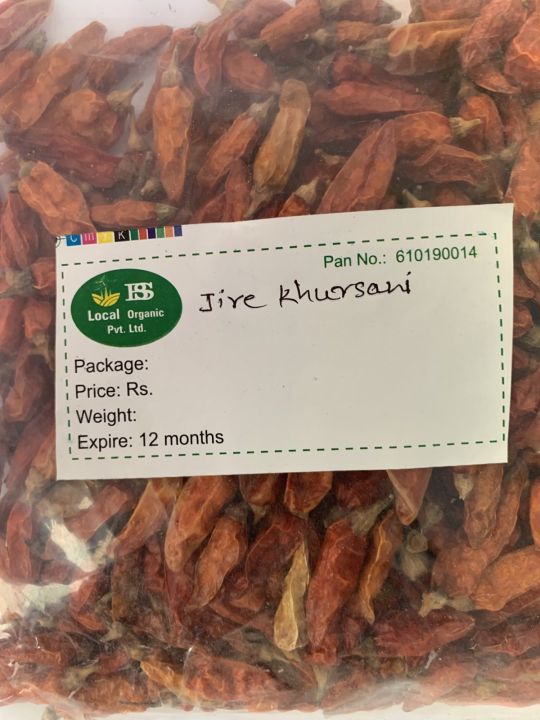 C M Y K
Pan No.: 610190014
BS
Local Organic
Pvt. Ltd.
Jire Khursani
Package:
Price: Rs.
Weight:
Expire: 12 months